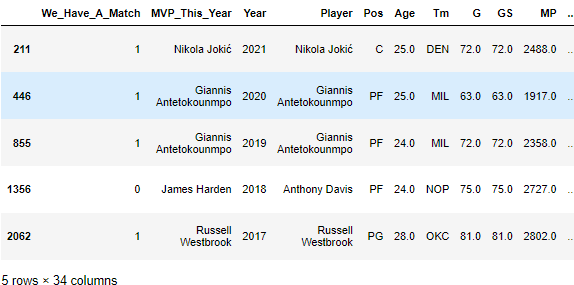 We_Have_A_Match MVP_This_Year Year Player Pos Age Tm G GS MP ..
211 1 Nikola Jokić 2021 Nikola Jokić C 25.0 DEN 72.0 72.0 2488.0 ..
446 1 Giannis Antetokounmpo 2020 Giannis Antetokounmpo PF 25.0 MIL 63.0 63.0 1917.0 ..
855 1 Giannis Antetokounmpo 2019 Giannis Antetokounmpo PF 24.0 MIL 72.0 72.0 2358.0 ..
1356 0 James Harden 2018 Anthony Davis PF 24.0 NOP 75.0 75.0 2727.0 ..
2062 1 Russell Westbrook 2017 Russell Westbrook PG 28.0 OKC 81.0 81.0 2802.0 ..
5 rows × 34 columns